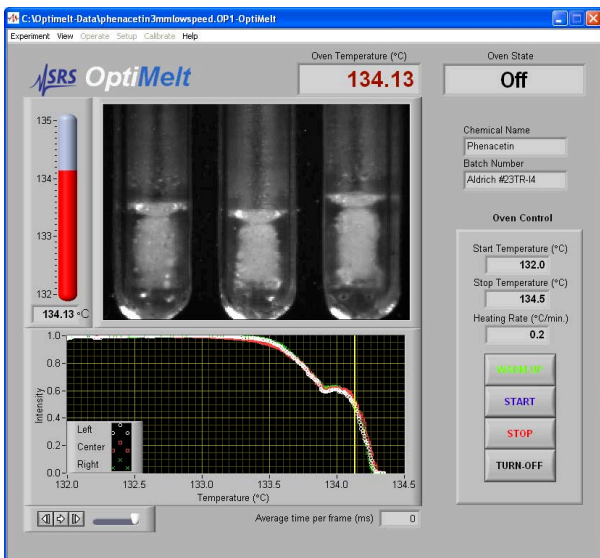 C:\Optimelt-Data\phenacetin3mmlowspeed.OP1-OptiMelt
Experiment View Operate Setup Calibrate Help
SRS OptiMelt
Oven Temperature (°C)
134.13
Oven State
Off
135
134
133
132
134.13 °C
Chemical Name
Phenacetin
Batch Number
Aldrich #23TR-I4
Oven Control
Start Temperature (°C)
132.0
Stop Temperature (°C)
134.5
Heating Rate (°C/min.)
0.2
START
STOP
TURN-OFF
1.0
0.8
0.6
0.4
0.2
0.0
Intensity
Left
Center
Right
132.0 132.5 133.0 133.5 134.0 134.5
Temperature (°C)
Average time per frame (ms) 0